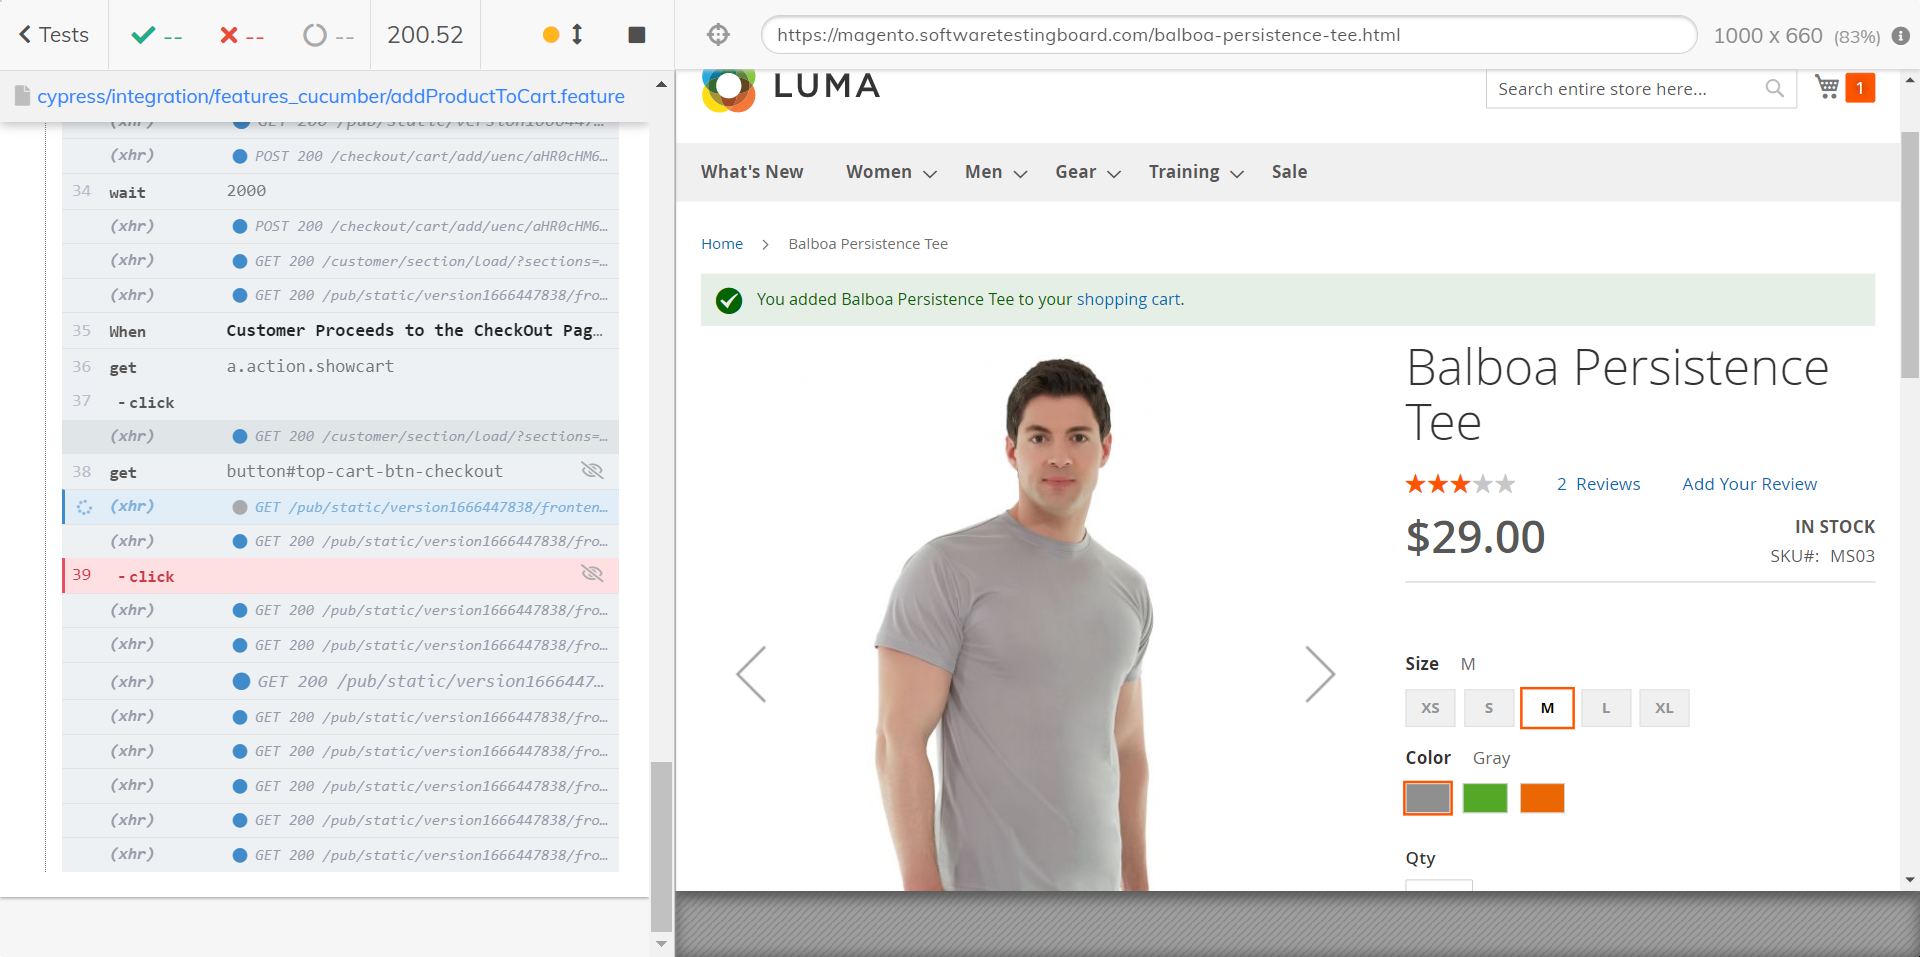 Tests
--
--
--
200.52
https://magento.softwaretestingboard.com/balboa-persistence-tee.html
1000 x 660 (83%)
cypress/integration/features_cucumber/addProductToCart.feature
(xhr) GET 200 /pub/static/version1666447...
(xhr) POST 200 /checkout/cart/add/uenc/aHR0cHM6...
34 wait 2000
(xhr) POST 200 /checkout/cart/add/uenc/aHR0cHM6...
(xhr) GET 200 /customer/section/load/?sections=...
(xhr) GET 200 /pub/static/version1666447838/fro...
35 When Customer Proceeds to the CheckOut Pag...
36 get a.action.showcart
37 - click
(xhr) GET 200 /customer/section/load/?sections=...
38 get button#top-cart-btn-checkout
(xhr) GET /pub/static/version1666447838/fronten...
(xhr) GET 200 /pub/static/version1666447838/fro...
39 - click
(xhr) GET 200 /pub/static/version1666447838/fro...
(xhr) GET 200 /pub/static/version1666447838/fro...
(xhr) GET 200 /pub/static/version1666447...
(xhr) GET 200 /pub/static/version1666447838/fro...
(xhr) GET 200 /pub/static/version1666447838/fro...
(xhr) GET 200 /pub/static/version1666447838/fro...
(xhr) GET 200 /pub/static/version1666447838/fro...
(xhr) GET 200 /pub/static/version1666447838/fro...
LUMA
Search entire store here...
1
What's New Women Men Gear Training Sale
Home > Balboa Persistence Tee
You added Balboa Persistence Tee to your shopping cart.
Balboa Persistence
Tee
2 Reviews Add Your Review
$29.00
IN STOCK
SKU#: MS03
Size M
XS S M L XL
Color Gray
Qty